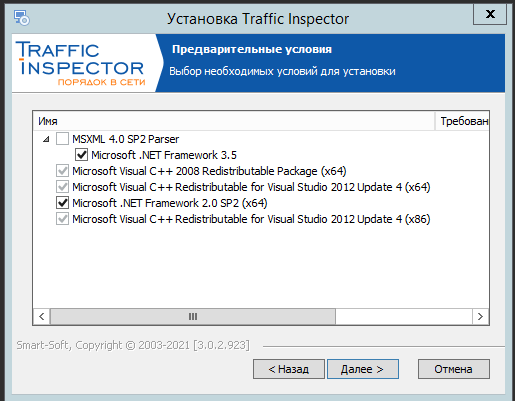 Установка Traffic Inspector
X
TRAFFIC
INSPECTOR
ПОРЯДОК В СЕТИ
Предварительные условия
Выбор необходимых условий для установки
Имя
Требован
MSXML 4.0 SP2 Parser
Microsoft .NET Framework 3.5
Microsoft Visual C++ 2008 Redistributable Package (x64)
Microsoft Visual C++ Redistributable for Visual Studio 2012 Update 4 (x64)
Microsoft .NET Framework 2.0 SP2 (x64)
Microsoft Visual C++ Redistributable for Visual Studio 2012 Update 4 (x86)
Smart-Soft, Copyright © 2003-2021 [3.0.2.923]
< Назад
Далее >
Отмена